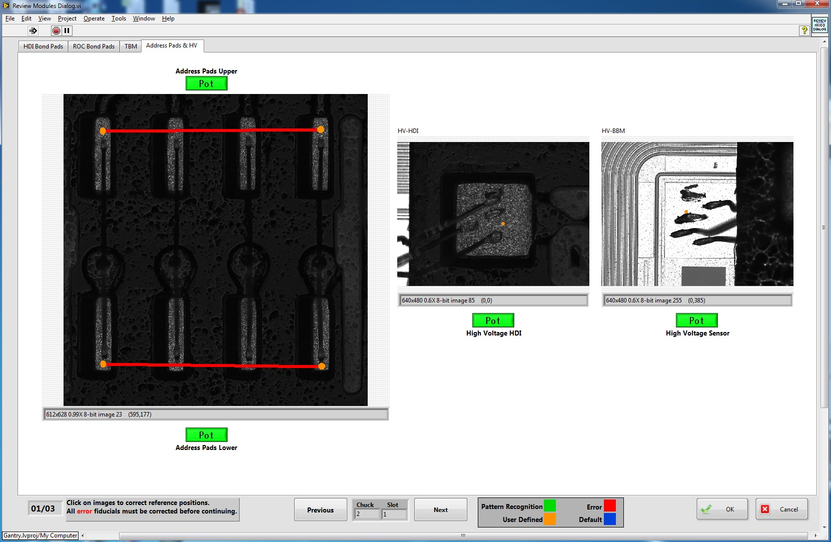 Review Modules Dialog.vi
File Edit View Project Operate Tools Window Help
REVIEW
DIALOG
HDI Bond Pads ROC Bond Pads TBM Address Pads & HV
Address Pads Upper
Pot
HV-HDI
HV-BBM
640x480 0.6X 8-bit image 85 (0,0)
640x480 0.6X 8-bit image 255 (0,385)
Pot
Pot
High Voltage HDI
High Voltage Sensor
612x628 0.99X 8-bit image 23 (595,177)
Pot
Address Pads Lower
01/03
Click on images to correct reference positions.
All error fiducials must be corrected before continuing.
Previous
Chuck Slot
2 1
Next
Pattern Recognition Error
User Defined Default
OK
Cancel
Gantry.lvproj/My Computer